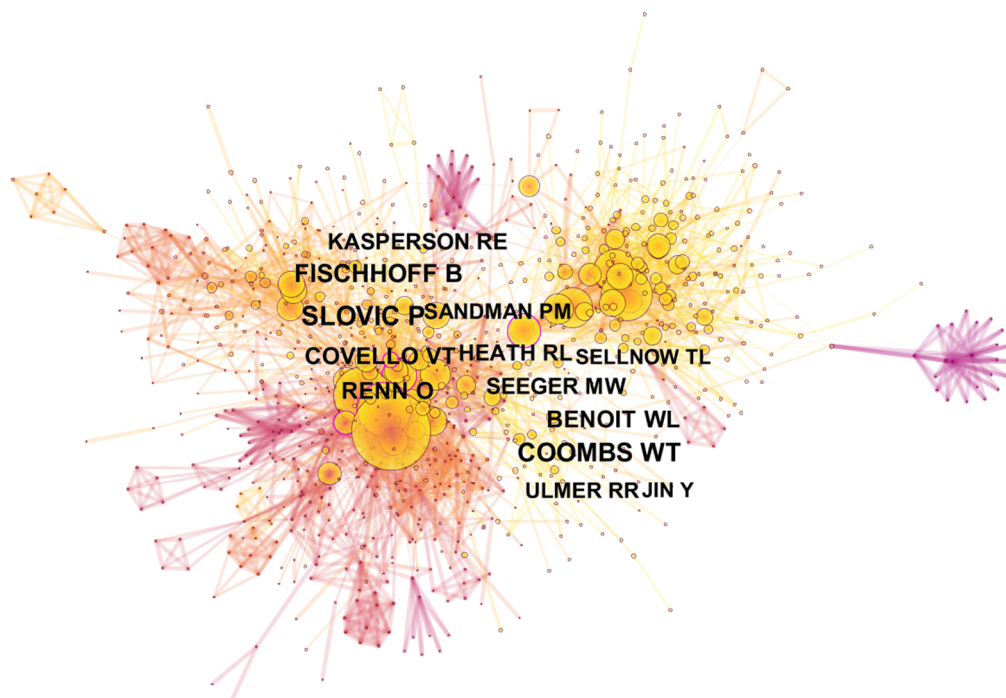 KASPERSON RE
FISCHHOFF B
SLOVIC P
SANDMAN PM
COVELLO VT
HEATH RL
SELLNOW TL
RENN O
SEEGER MW
BENOIT WL
COOMBS WT
ULMER RR
JIN Y